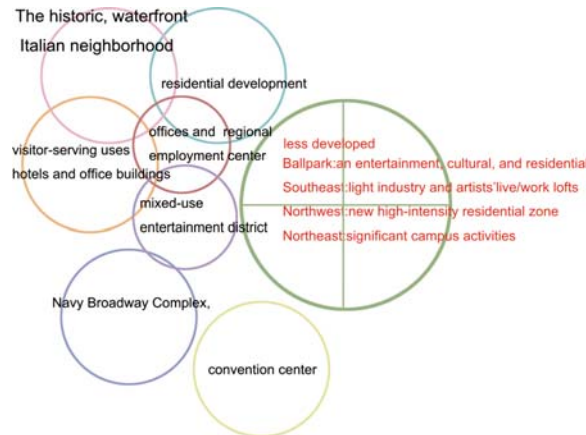 The historic, waterfront
Italian neighborhood
residential development
offices and regional
employment center
visitor-serving uses
hotels and office buildings
mixed-use
entertainment district
less developed
Ballpark:an entertainment, cultural, and residential
Southeast:light industry and artists'live/work lofts
Northwest:new high-intensity residential zone
Northeast:significant campus activities
Navy Broadway Complex,
convention center